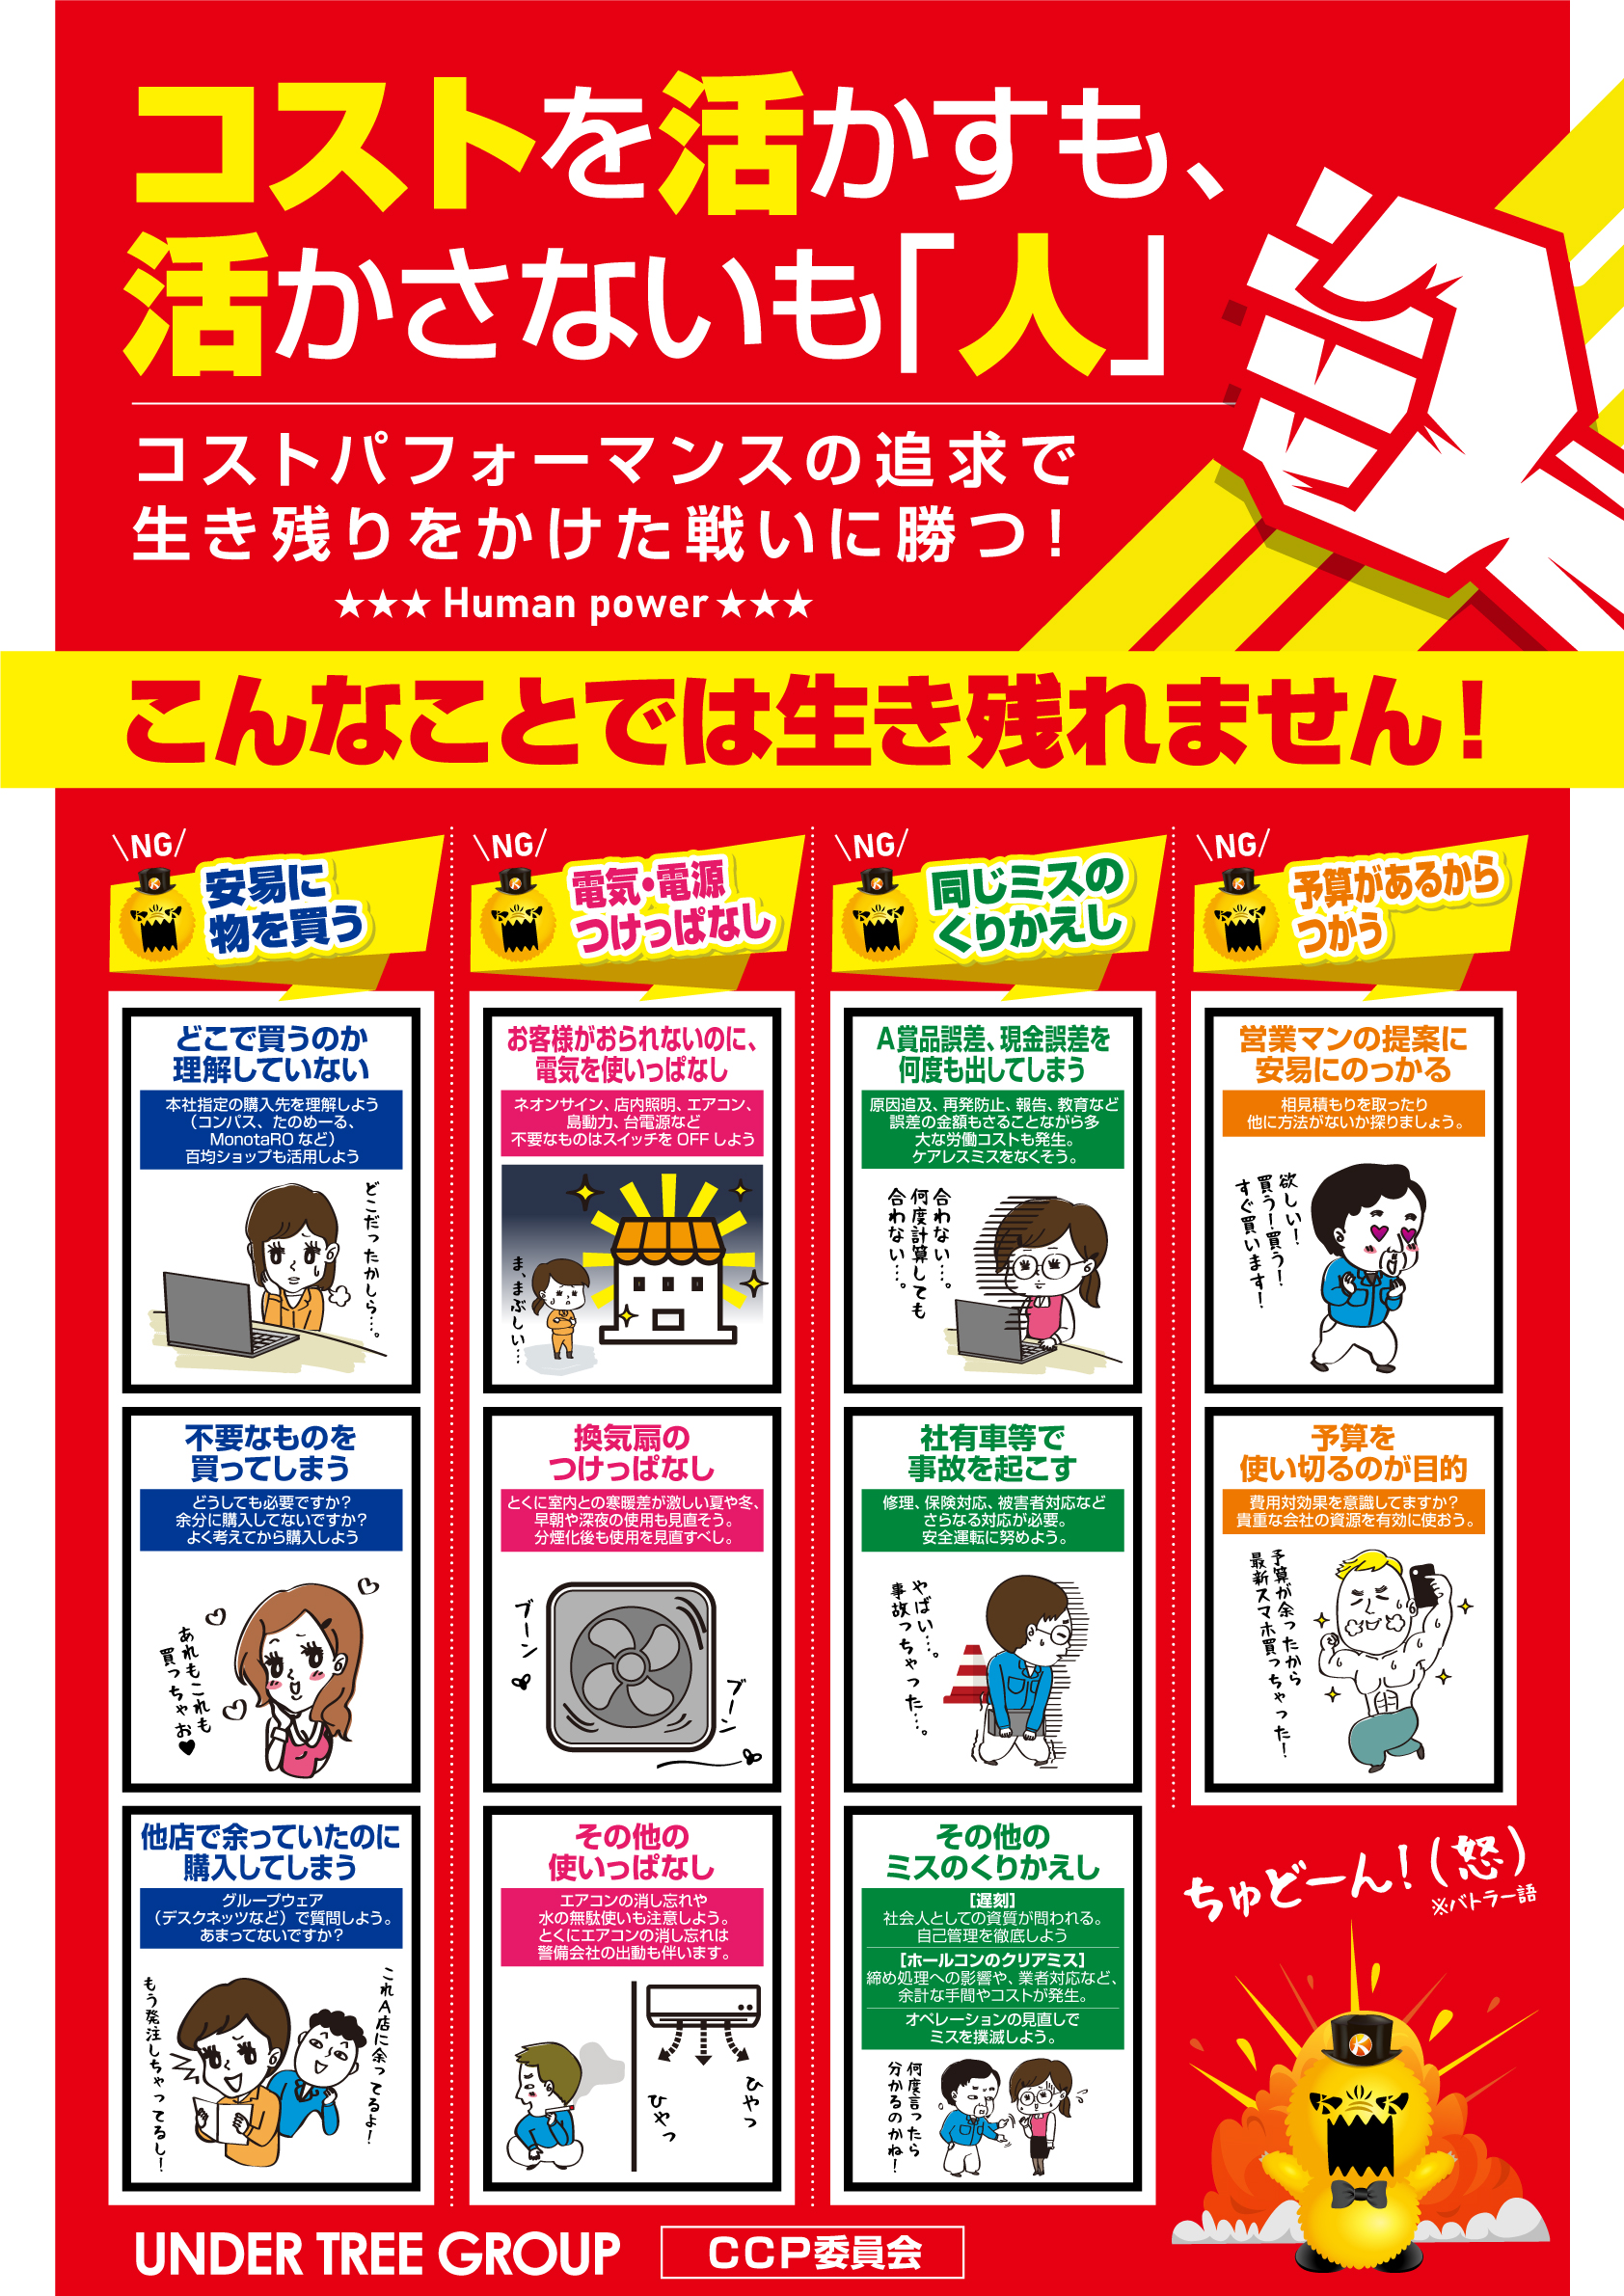 コストを活かすも、
活かさないも「人」
コストパフォーマンスの追求で
生き残りをかけた戦いに勝つ！
★★★ Human power ★★★
こんなことでは生き残れません！
\NG/
安易に
物を買う
どこで買うのか
理解していない
本社指定の購入先を理解しよう
（コンパス、たのめーる、
MonotaRO など）
百均ショップも活用しよう
どこだったかしら…。
不要なものを
買ってしまう
どうしても必要ですか？
余分に購入してないですか？
よく考えてから購入しよう
あれもこれも
買っちゃお♥
他店で余っていたのに
購入してしまう
グループウェア
（デスクネッツなど）で質問しよう。
あまってないですか？
これA店に余ってるよ！
もう発注しちゃってるし！
\NG/
電気・電源
つけっぱなし
お客様がおられないのに、
電気を使いっぱなし
ネオンサイン、店内照明、エアコン、
島動力、台電源など
不要なものはスイッチを OFF しよう
ま、まぶしい…
換気扇の
つけっぱなし
とくに室内との寒暖差が激しい夏や冬、
早朝や深夜の使用も見直そう。
分煙化後も使用を見直すべし。
ブーン
ブーン
その他の
使いっぱなし
エアコンの消し忘れや
水の無駄使いも注意しよう。
とくにエアコンの消し忘れは
警備会社の出動も伴います。
ひやっ
ひやっ
\NG/
同じミスの
くりかえし
A賞品誤差、現金誤差を
何度も出してしまう
原因追及、再発防止、報告、教育など
誤差の金額もさることながら多
大な労働コストも発生。
ケアレスミスをなくそう。
合わない…。
何度計算しても
合わない…。
社有車等で
事故を起こす
修理、保険対応、被害者対応など
さらなる対応が必要。
安全運転に努めよう。
やばい…。
事故っちゃった…。
その他の
ミスのくりかえし
［遅刻］
社会人としての資質が問われる。
自己管理を徹底しよう
［ホールコンのクリアミス］
締め処理への影響や、業者対応など、
余計な手間やコストが発生。
オペレーションの見直しで
ミスを撲滅しよう。
何度言ったら
分かるのかね！
\NG/
予算があるから
つかう
営業マンの提案に
安易にのっかる
相見積もりを取ったり
他に方法がないか探りましょう。
欲しい！
買う！買う！
すぐ買います！
予算を
使い切るのが目的
費用対効果を意識してますか？
貴重な会社の資源を有効に使おう。
予算が余ったから
最新スマホ買っちゃった！
ちゅどーん！（怒）
※バトラー語
K
UNDER TREE GROUP
CCP委員会